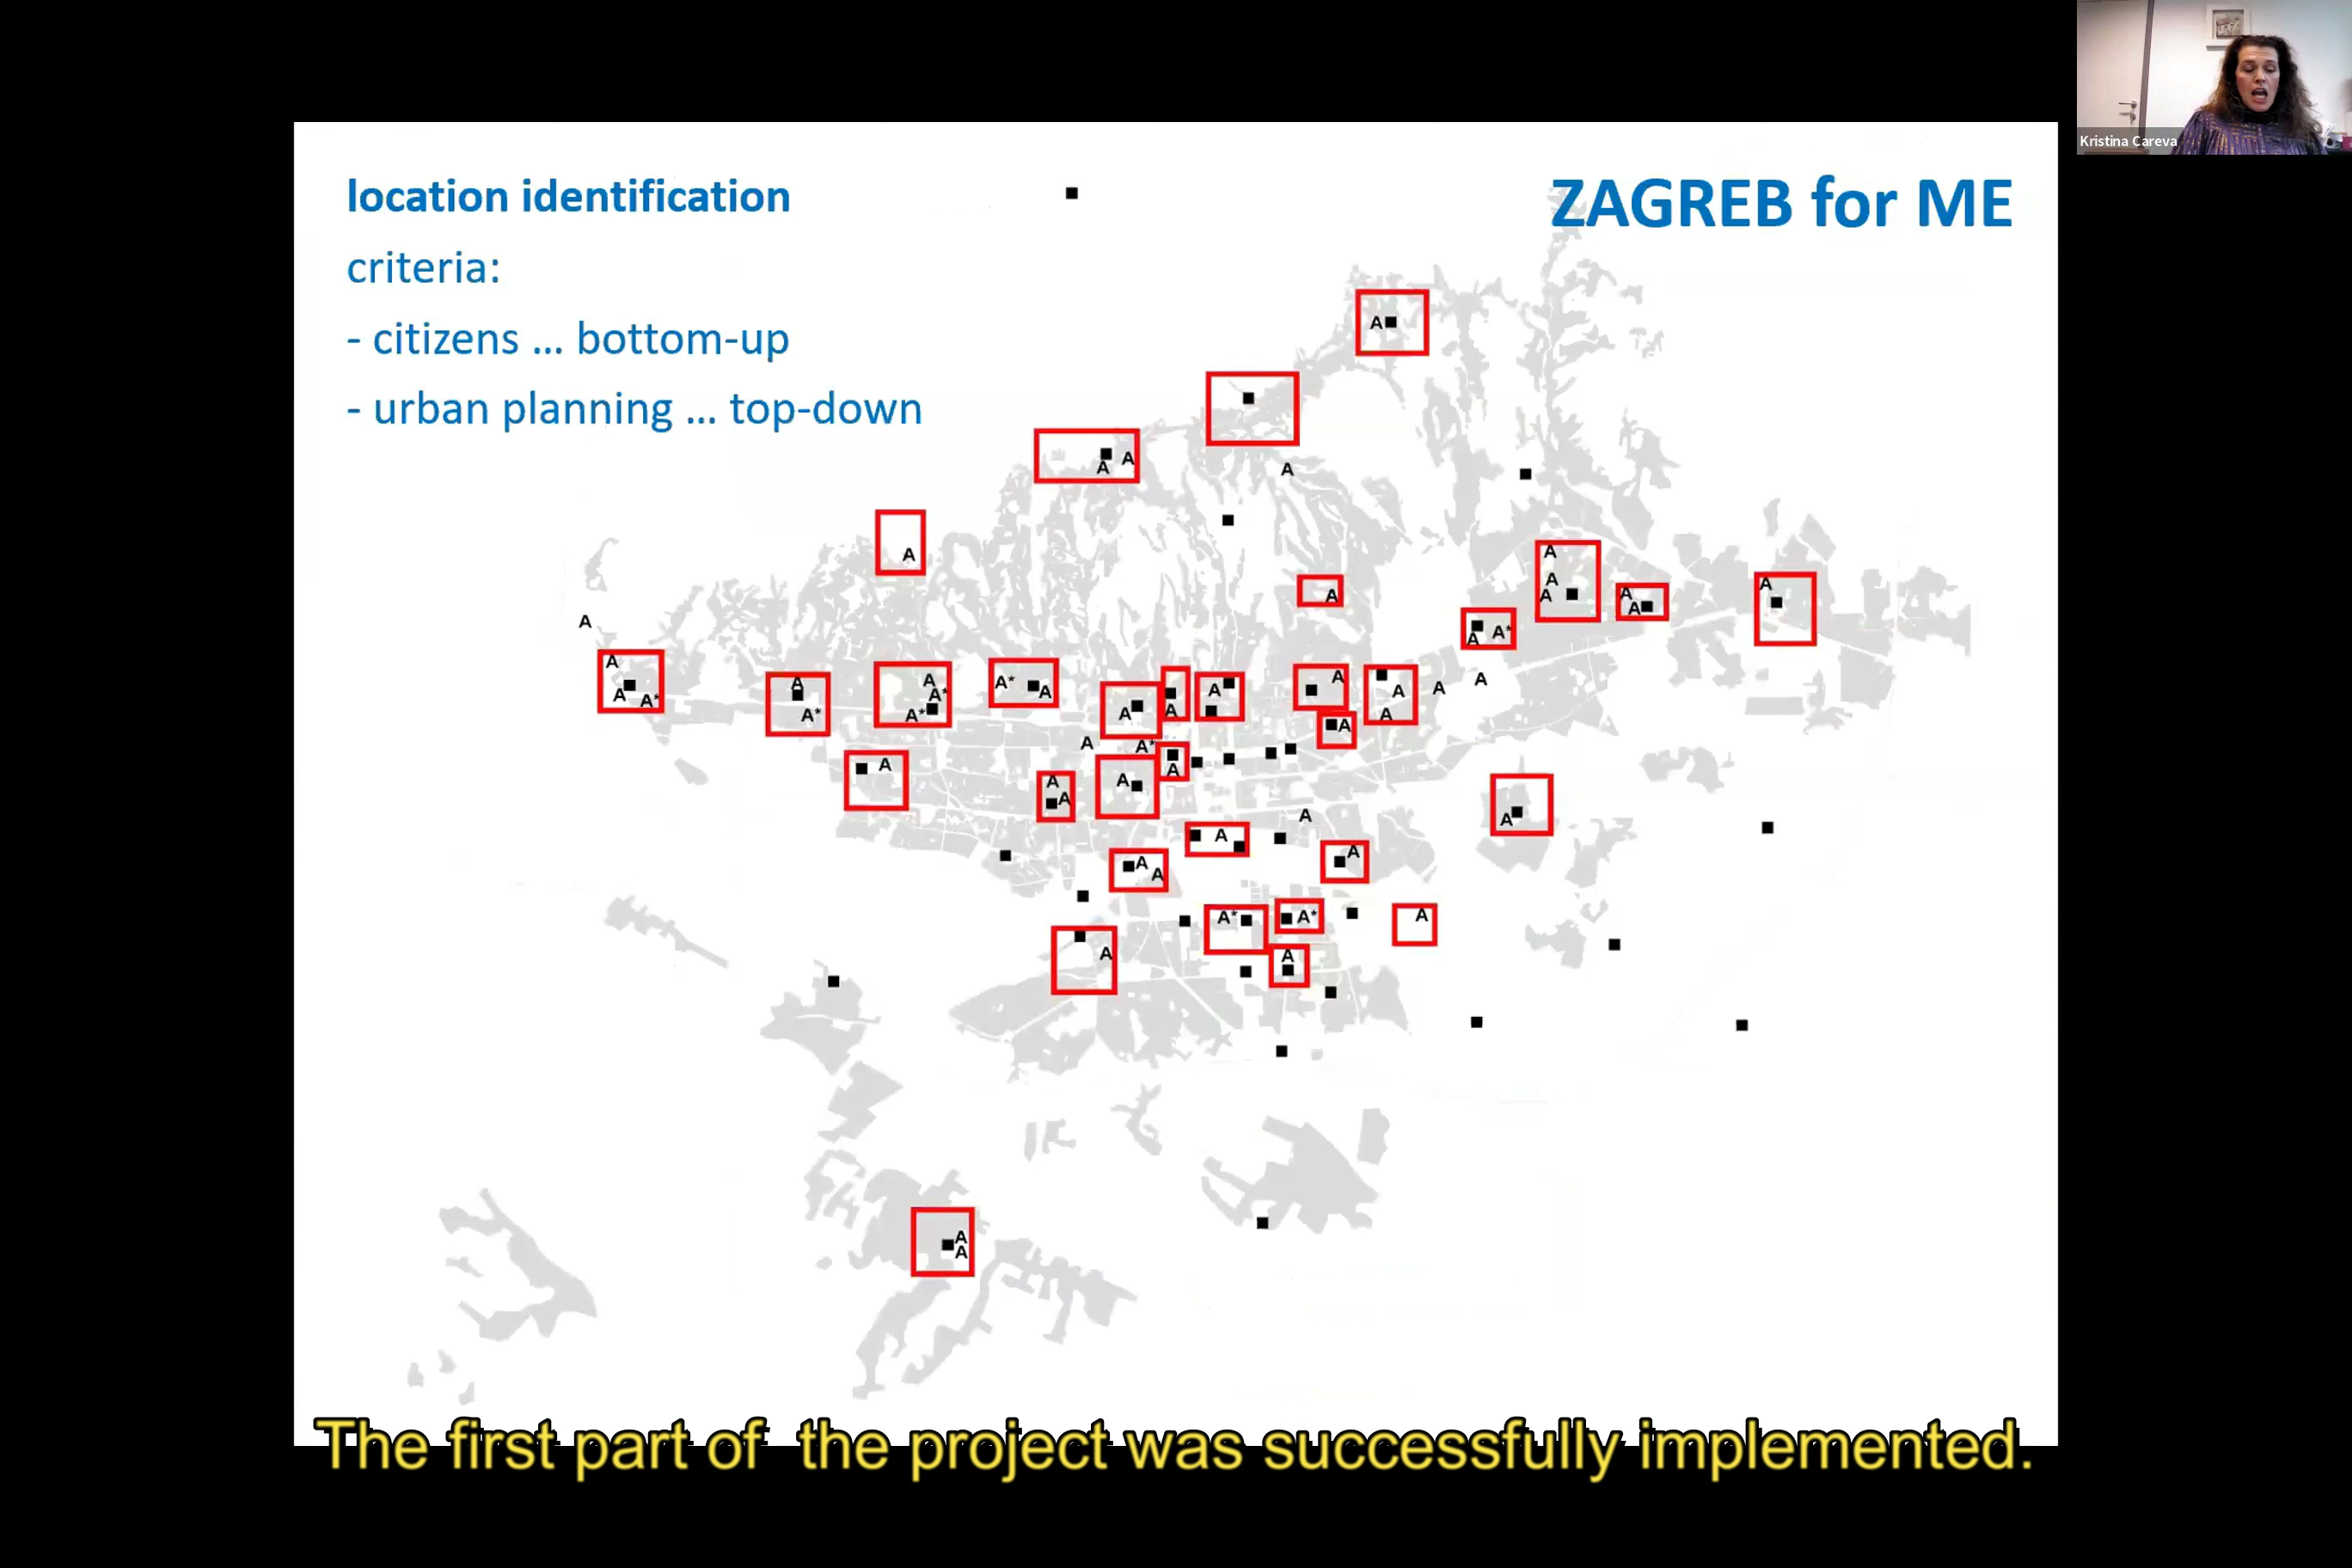 Kristina Careva
location identification
ZAGREB for ME
criteria:
- citizens ... bottom-up
- urban planning ... top-down
A
A A
A
A
A
A
A
A
A
A
A
A
A
A
A A*
A
A
A A*
A
A*
A
A*
A*
A* A
A
A
A
A
A
A
A
A
A
A
A*
A
A
A
A
A
A
A
A
A
A
A
A
A*
A*
A
A
A
A
A
The first part of the project was successfully implemented.